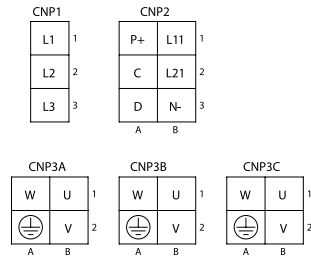 CNP1
L1 1
L2 2
L3 3
CNP2
P+ L11 1
C L21 2
D N- 3
A B
CNP3A
W U 1
V 2
A B
CNP3B
W U 1
V 2
A B
CNP3C
W U 1
V 2
A B